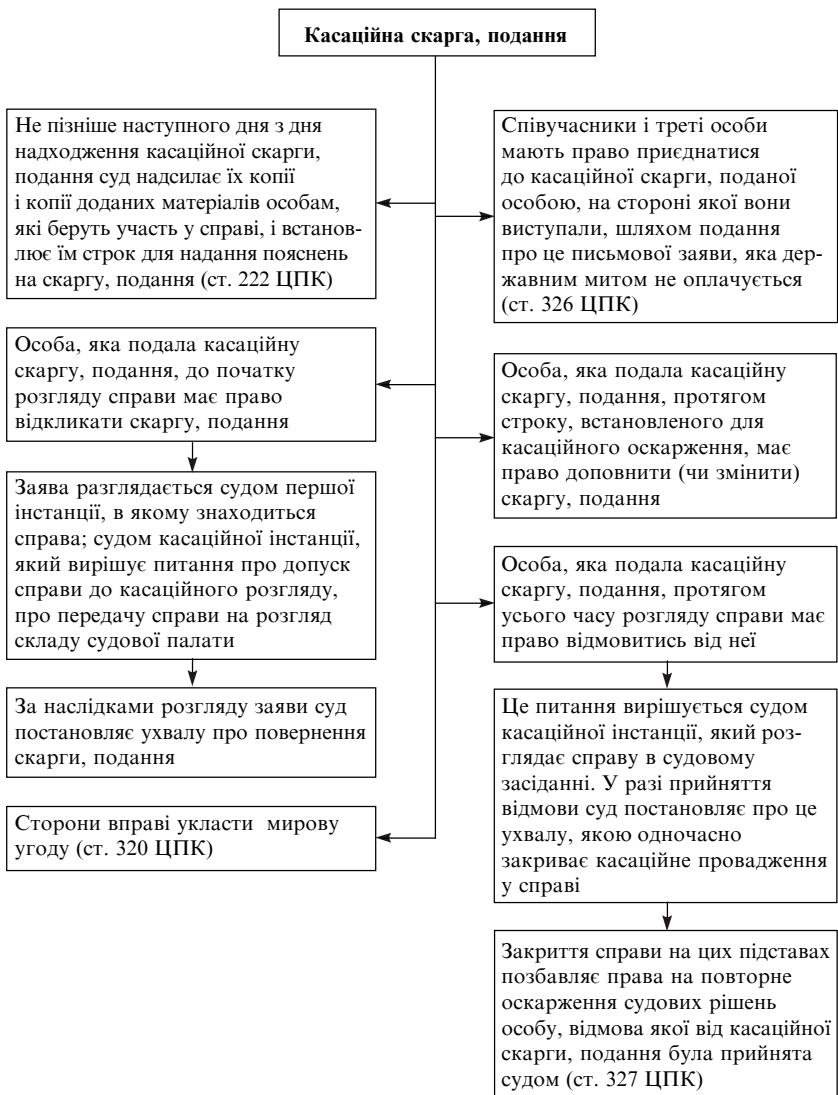 Касаційна скарга, подання
Не пізніше наступного дня з дня
надходження касаційної скарги,
подання суд надсилає їх копії
і копії доданих матеріалів особам,
які беруть участь у справі, і встанов-
лює їм строк для надання пояснень
на скаргу, подання (ст. 222 ЦПК)
Особа, яка подала касаційну
скаргу, подання, до початку
розгляду справи має право
відкликати скаргу, подання
Заява разглядається судом першої
інстанції, в якому знаходиться
справа; судом касаційної інстанції,
який вирішує питання про допуск
справи до касаційного розгляду,
про передачу справи на розгляд
складу судової палати
За наслідками розгляду заяви суд
постановляє ухвалу про повернення
скарги, подання
Сторони вправі укласти мирову
угоду (ст. 320 ЦПК)
Співучасники і треті особи
мають право приєднатися
до касаційної скарги, поданої
особою, на стороні якої вони
виступали, шляхом подання
про це письмової заяви, яка дер-
жавним митом не оплачується
(ст. 326 ЦПК)
Особа, яка подала касаційну
скаргу, подання, протягом
строку, встановленого для
касаційного оскарження, має
право доповнити (чи змінити)
скаргу, подання
Особа, яка подала касаційну
скаргу, подання, протягом
усього часу розгляду справи має
право відмовитись від неї
Це питання вирішується судом
касаційної інстанції, який роз-
глядає справу в судовому
засіданні. У разі прийняття
відмови суд постановляє про це
ухвалу, якою одночасно
закриває касаційне провадження
у справі
Закриття справи на цих підставах
позбавляє права на повторне
оскарження судових рішень
особу, відмова якої від касаційної
скарги, подання була прийнята
судом (ст. 327 ЦПК)